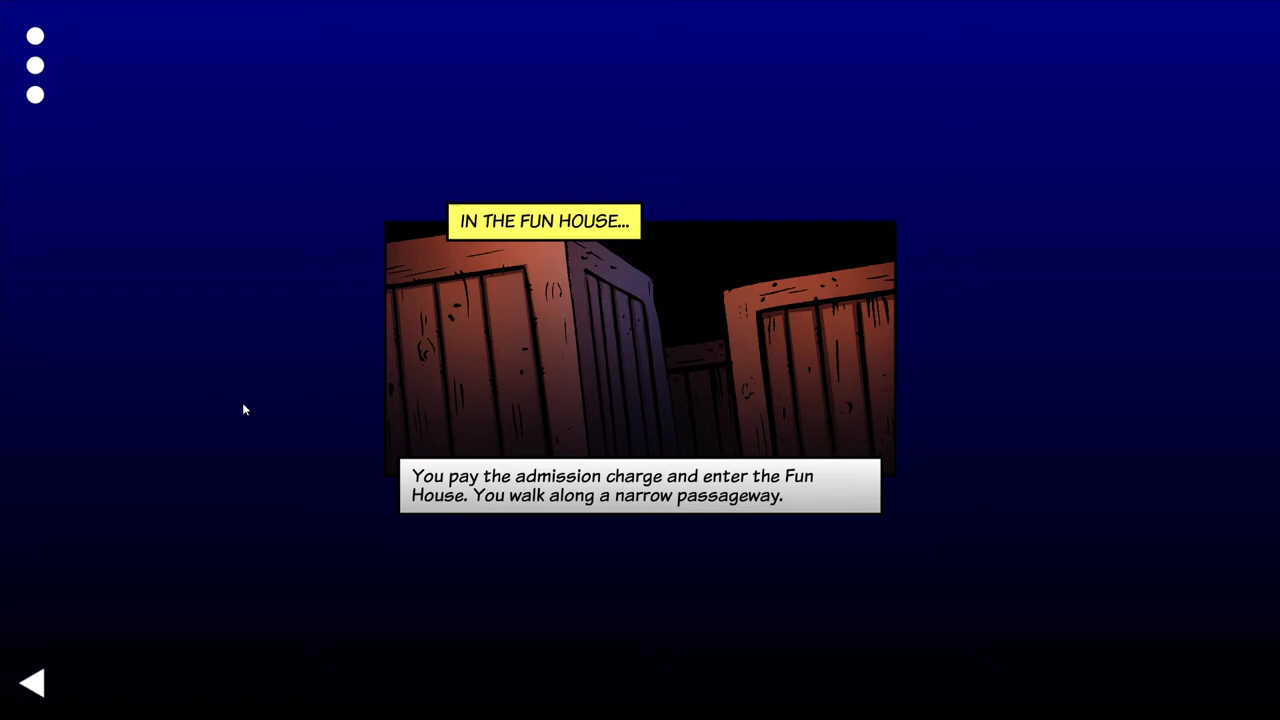 IN THE FUN HOUSE...
You pay the admission charge and enter the Fun
House. You walk along a narrow passageway.